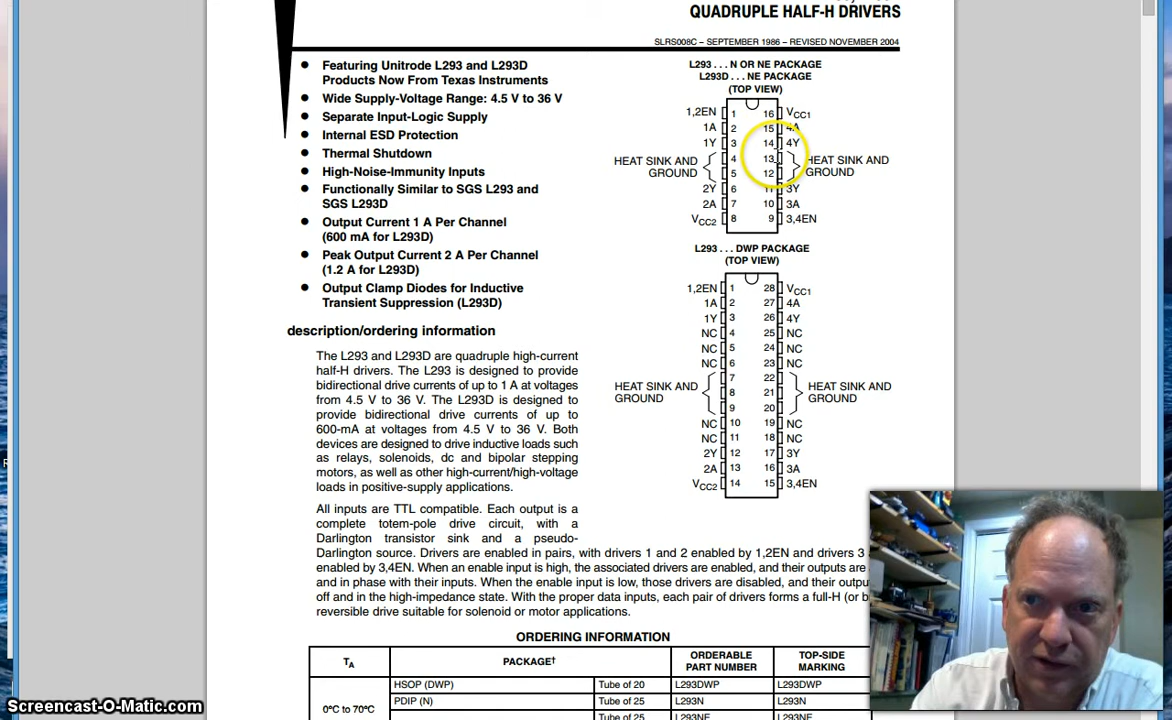 QUADRUPLE HALF-H DRIVERS
SLRS008C – SEPTEMBER 1986 – REVISED NOVEMBER 2004
Featuring Unitrode L293 and L293D
Products Now From Texas Instruments
Wide Supply-Voltage Range: 4.5 V to 36 V
Separate Input-Logic Supply
Internal ESD Protection
Thermal Shutdown
High-Noise-Immunity Inputs
Functionally Similar to SGS L293 and
SGS L293D
Output Current 1 A Per Channel
(600 mA for L293D)
Peak Output Current 2 A Per Channel
(1.2 A for L293D)
Output Clamp Diodes for Inductive
Transient Suppression (L293D)
description/ordering information
The L293 and L293D are quadruple high-current
half-H drivers. The L293 is designed to provide
bidirectional drive currents of up to 1 A at voltages
from 4.5 V to 36 V. The L293D is designed to
provide bidirectional drive currents of up to
600-mA at voltages from 4.5 V to 36 V. Both
devices are designed to drive inductive loads such
as relays, solenoids, dc and bipolar stepping
motors, as well as other high-current/high-voltage
loads in positive-supply applications.
All inputs are TTL compatible. Each output is a
complete totem-pole drive circuit, with a
Darlington transistor sink and a pseudo-
Darlington source. Drivers are enabled in pairs, with drivers 1 and 2 enabled by 1,2EN and drivers 3
enabled by 3,4EN. When an enable input is high, the associated drivers are enabled, and their outputs are
and in phase with their inputs. When the enable input is low, those drivers are disabled, and their
off and in the high-impedance state. With the proper data inputs, each pair of drivers forms a full-H (or
reversible drive suitable for solenoid or motor applications.
L293 . . . N OR NE PACKAGE
L293D . . . NE PACKAGE
(TOP VIEW)
1,2EN 1 16 VCC1
1A 2 15 4A
1Y 3 14 4Y
HEAT SINK AND GROUND 4 13 HEAT SINK AND GROUND
5 12
2Y 6 11 3Y
2A 7 10 3A
VCC2 8 9 3,4EN
L293 . . . DWP PACKAGE
(TOP VIEW)
1,2EN 1 28 VCC1
1A 2 27 4A
1Y 3 26 4Y
NC 4 25 NC
NC 5 24 NC
NC 6 23 NC
7 22
HEAT SINK AND GROUND 8 21 HEAT SINK AND GROUND
9 20
NC 10 19 NC
NC 11 18 NC
2Y 12 17 3Y
2A 13 16 3A
VCC2 14 15 3,4EN
ORDERING INFORMATION
TA PACKAGE† ORDERABLE PART NUMBER TOP-SIDE MARKING
HSOP (DWP) Tube of 20 L293DWP L293DWP
0°C to 70°C PDIP (N) Tube of 25 L293N L293N
Tube of 25 L293NE L293NE
Screencast-O-Matic.com